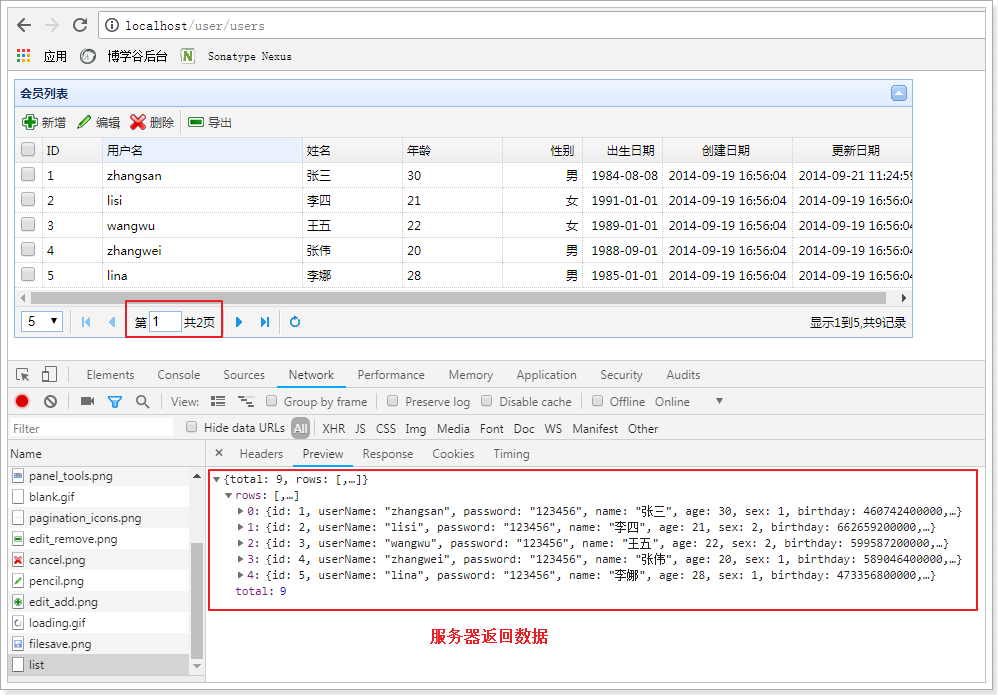 localhost/user/users
应用 博学谷后台 N Sonatype Nexus
会员列表
新增 编辑 删除 导出
ID 用户名 姓名 年龄 性别 出生日期 创建日期 更新日期
1 zhangsan 张三 30 男 1984-08-08 2014-09-19 16:56:04 2014-09-21 11:24:59
2 lisi 李四 21 女 1991-01-01 2014-09-19 16:56:04 2014-09-19 16:56:04
3 wangwu 王五 22 女 1989-01-01 2014-09-19 16:56:04 2014-09-19 16:56:04
4 zhangwei 张伟 20 男 1988-09-01 2014-09-19 16:56:04 2014-09-19 16:56:04
5 lina 李娜 28 男 1985-01-01 2014-09-19 16:56:04 2014-09-19 16:56:04
5 第 1 共2页 显示1到5,共9记录
Elements Console Sources Network Performance Memory Application Security Audits
View: Group by frame Preserve log Disable cache Offline Online
Filter Hide data URLs All XHR JS CSS Img Media Font Doc WS Manifest Other
Name × Headers Preview Response Cookies Timing
panel_tools.png
blank.gif
pagination_icons.png
edit_remove.png
cancel.png
pencil.png
edit_add.png
loading.gif
filesave.png
list
{total: 9, rows: [,…]}
rows: [,…]
0: {id: 1, userName: "zhangsan", password: "123456", name: "张三", age: 30, sex: 1, birthday: 460742400000,…}
1: {id: 2, userName: "lisi", password: "123456", name: "李四", age: 21, sex: 2, birthday: 662659200000,…}
2: {id: 3, userName: "wangwu", password: "123456", name: "王五", age: 22, sex: 2, birthday: 599587200000,…}
3: {id: 4, userName: "zhangwei", password: "123456", name: "张伟", age: 20, sex: 1, birthday: 589046400000,…}
4: {id: 5, userName: "lina", password: "123456", name: "李娜", age: 28, sex: 1, birthday: 473356800000,…}
total: 9
服务器返回数据